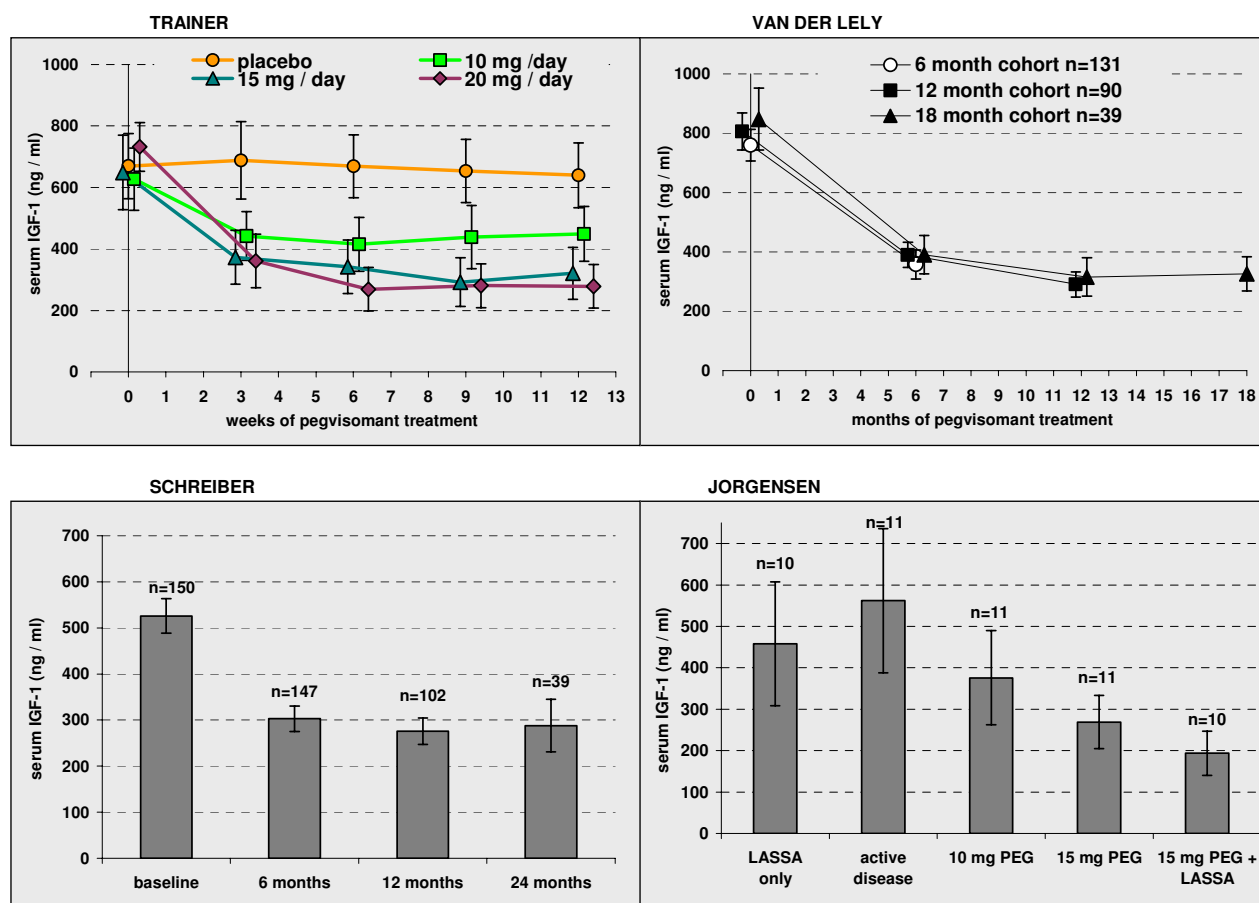 TRAINER
placebo
10 mg /day
15 mg / day
20 mg / day
serum IGF-1 (ng / ml)
1000
800
600
400
200
0
0 1 2 3 4 5 6 7 8 9 10 11 12 13
weeks of pegvisomant treatment
VAN DER LELY
6 month cohort n=131
12 month cohort n=90
18 month cohort n=39
serum IGF-1 (ng / ml)
1000
800
600
400
200
0
0 1 2 3 4 5 6 7 8 9 10 11 12 13 14 15 16 17 18
months of pegvisomant treatment
SCHREIBER
serum IGF-1 (ng / ml)
700
600
500
400
300
200
100
0
n=150
n=147
n=102
n=39
baseline
6 months
12 months
24 months
JORGENSEN
serum IGF-1 (ng / ml)
700
600
500
400
300
200
100
0
n=10
n=11
n=11
n=11
n=10
LASSA
only
active
disease
10 mg PEG
15 mg PEG
15 mg PEG +
LASSA